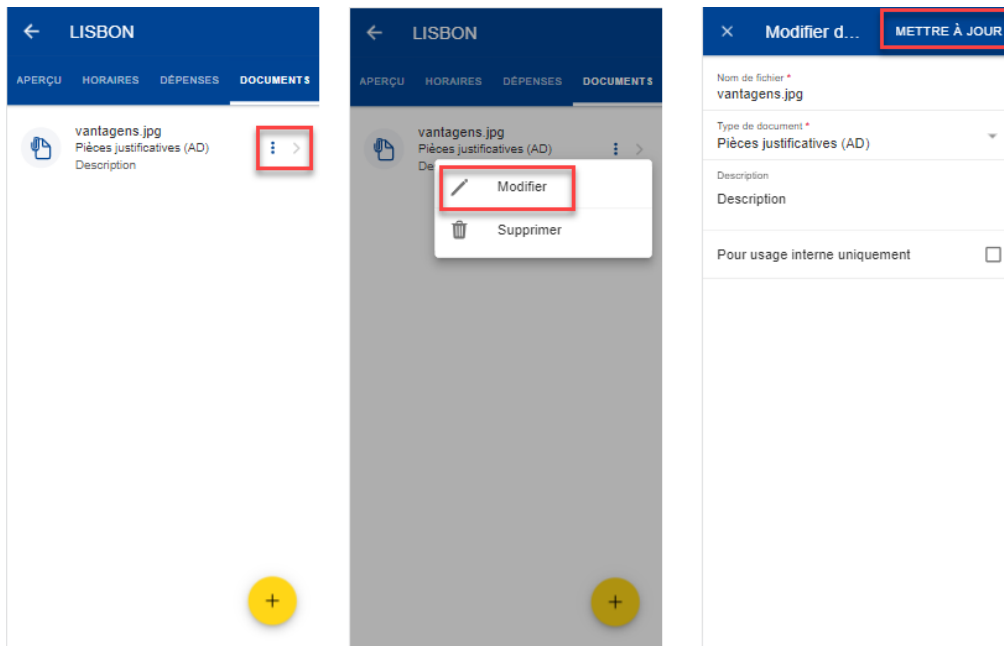 LISBON
APERÇU HORAIRES DÉPENSES DOCUMENTS
vantagens.jpg
Pièces justificatives (AD)
Description
LISBON
APERÇU HORAIRES DÉPENSES DOCUMENTS
vantagens.jpg
Pièces justificatives (AD)
De
Modifier
Supprimer
Modifier d... METTRE À JOUR
Nom de fichier *
vantagens.jpg
Type de document *
Pièces justificatives (AD)
Description
Description
Pour usage interne uniquement